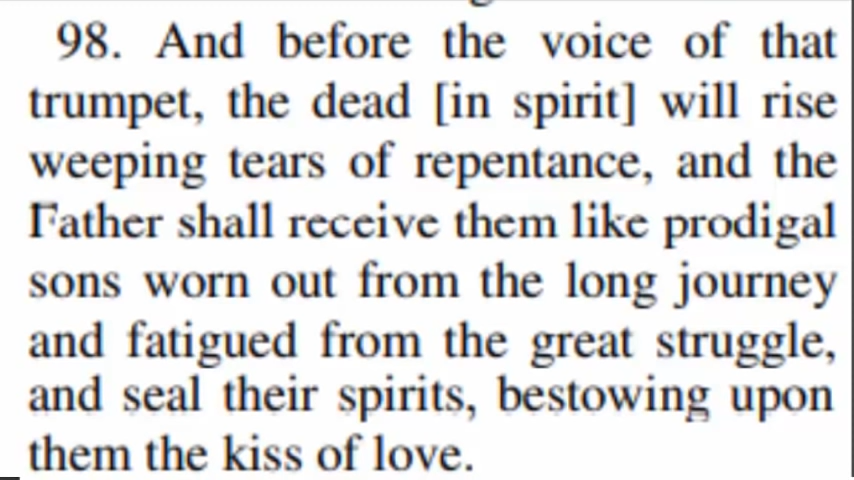 98. And before the voice of that
trumpet, the dead [in spirit] will rise
weeping tears of repentance, and the
Father shall receive them like prodigal
sons worn out from the long journey
and fatigued from the great struggle,
and seal their spirits, bestowing upon
them the kiss of love.